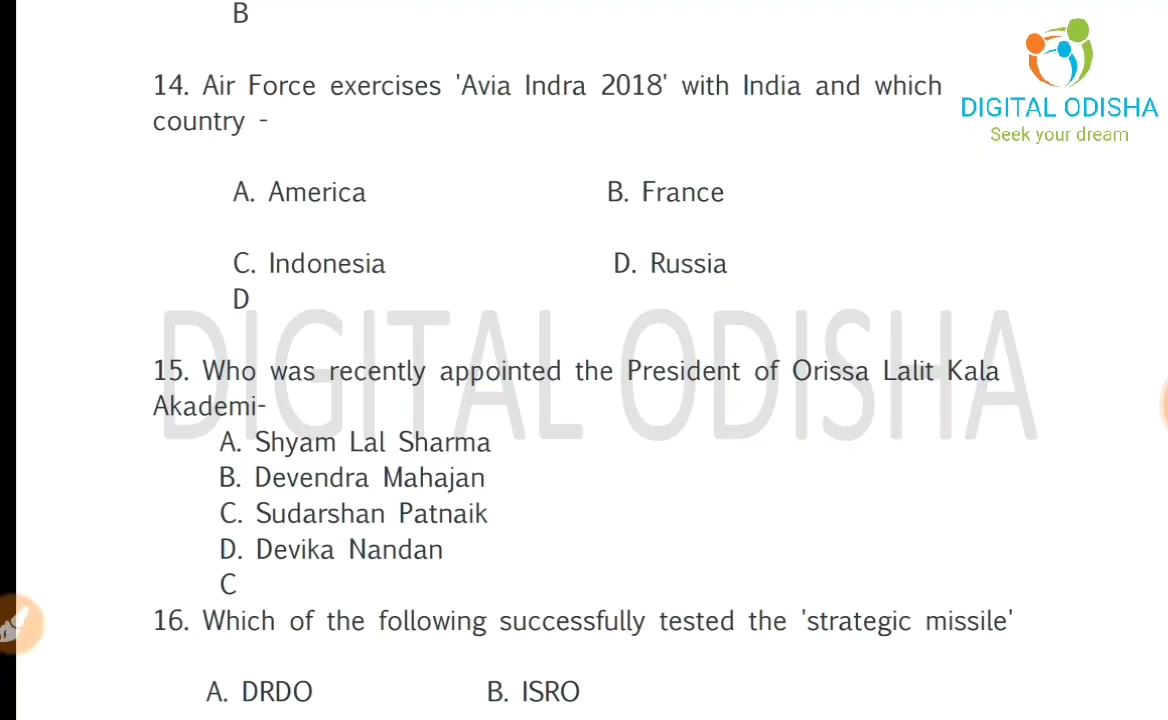 B
14. Air Force exercises 'Avia Indra 2018' with India and which
country -
DIGITAL ODISHA
Seek your dream
A. America B. France
C. Indonesia D. Russia
D
DIGITAL ODISHA
15. Who was recently appointed the President of Orissa Lalit Kala
Akademi-
A. Shyam Lal Sharma
B. Devendra Mahajan
C. Sudarshan Patnaik
D. Devika Nandan
C
16. Which of the following successfully tested the 'strategic missile'
A. DRDO B. ISRO